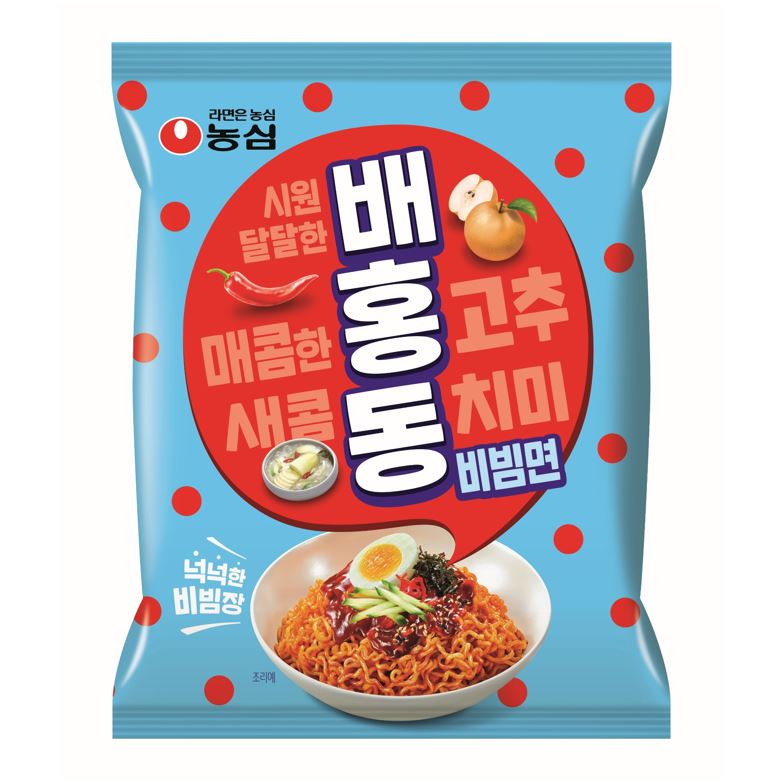 라면은 농심
농심
시원 달달한 배
매콤한 홍고추
새콤 동치미
비빔면
넉넉한
비빔장
조리예